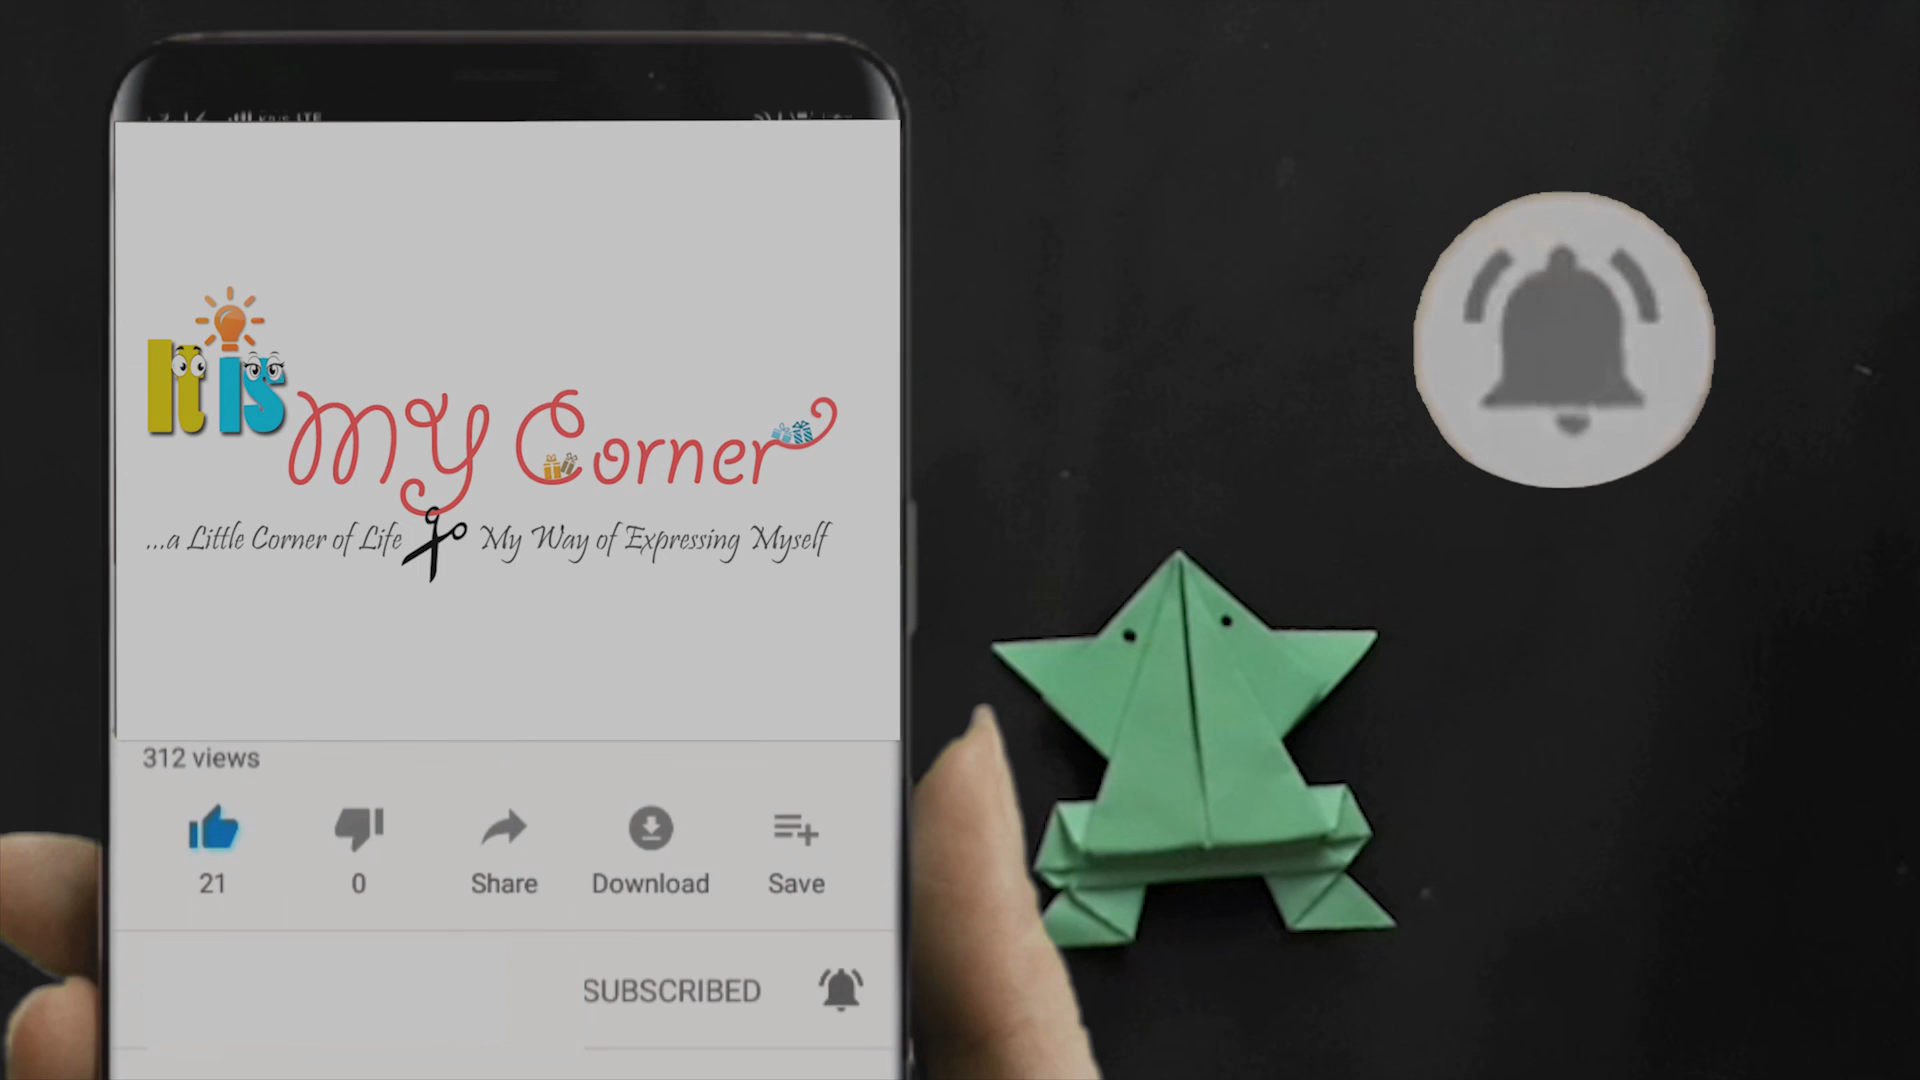 It is My Corner
...a Little Corner of Life My Way of Expressing Myself
312 views
21
0
Share
Download
Save
SUBSCRIBED